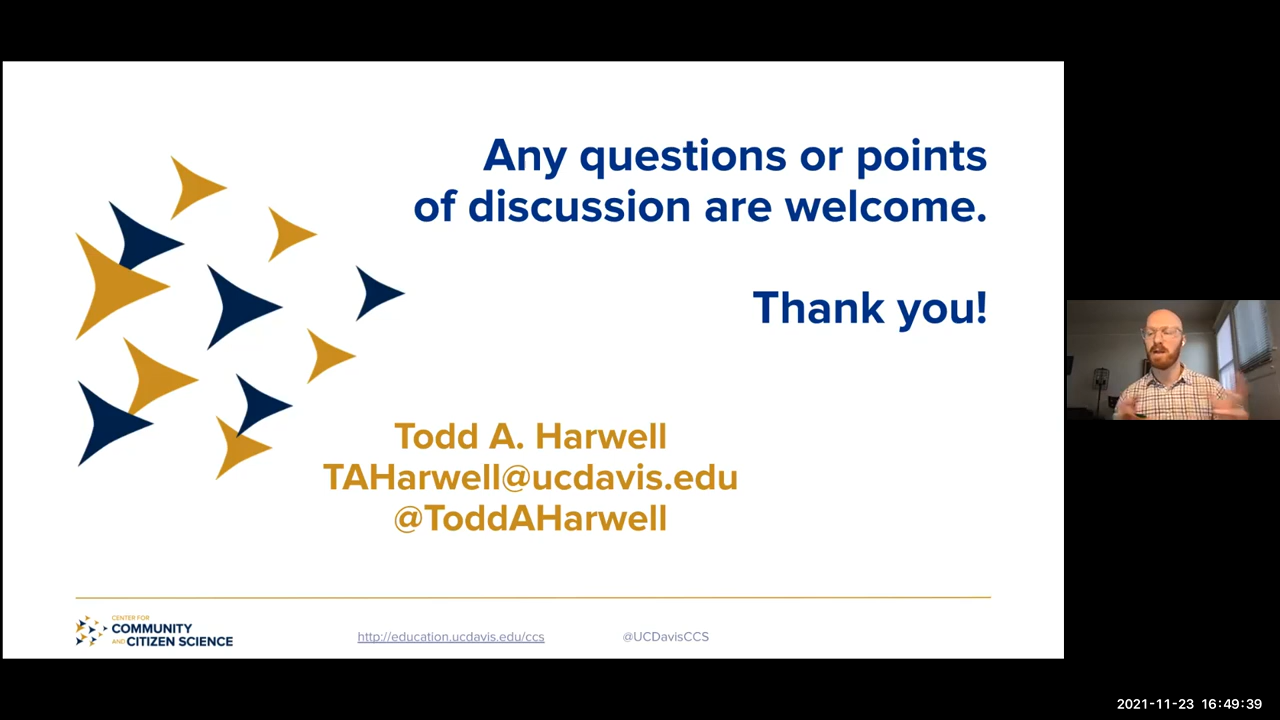 Any questions or points
of discussion are welcome.
Thank you!
Todd A. Harwell
TAHarwell@ucdavis.edu
@ToddAHarwell
CENTER FOR
COMMUNITY
AND CITIZEN SCIENCE
http://education.ucdavis.edu/ccs
@UCDavisCCS
2021-11-23 16:49:39